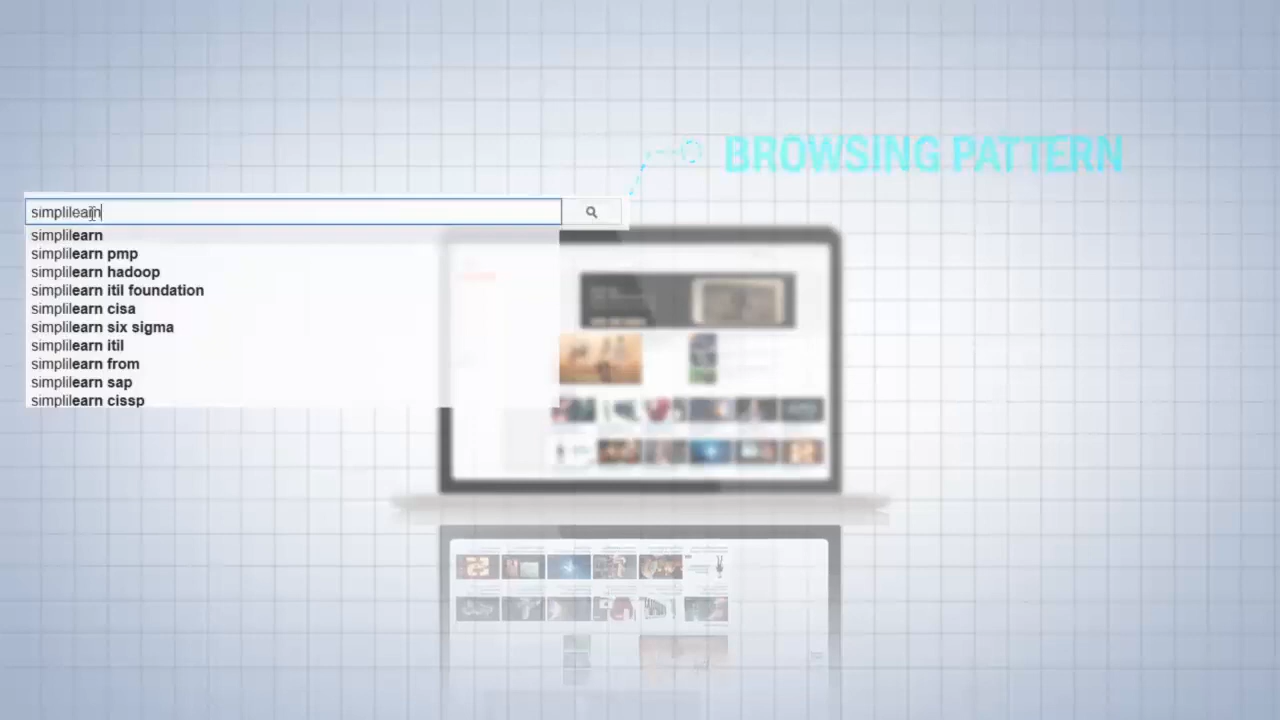 BROWSING PATTERN
simplilearn
simplilearn
simplilearn pmp
simplilearn hadoop
simplilearn itil foundation
simplilearn cisa
simplilearn six sigma
simplilearn itil
simplilearn from
simplilearn sap
simplilearn cissp